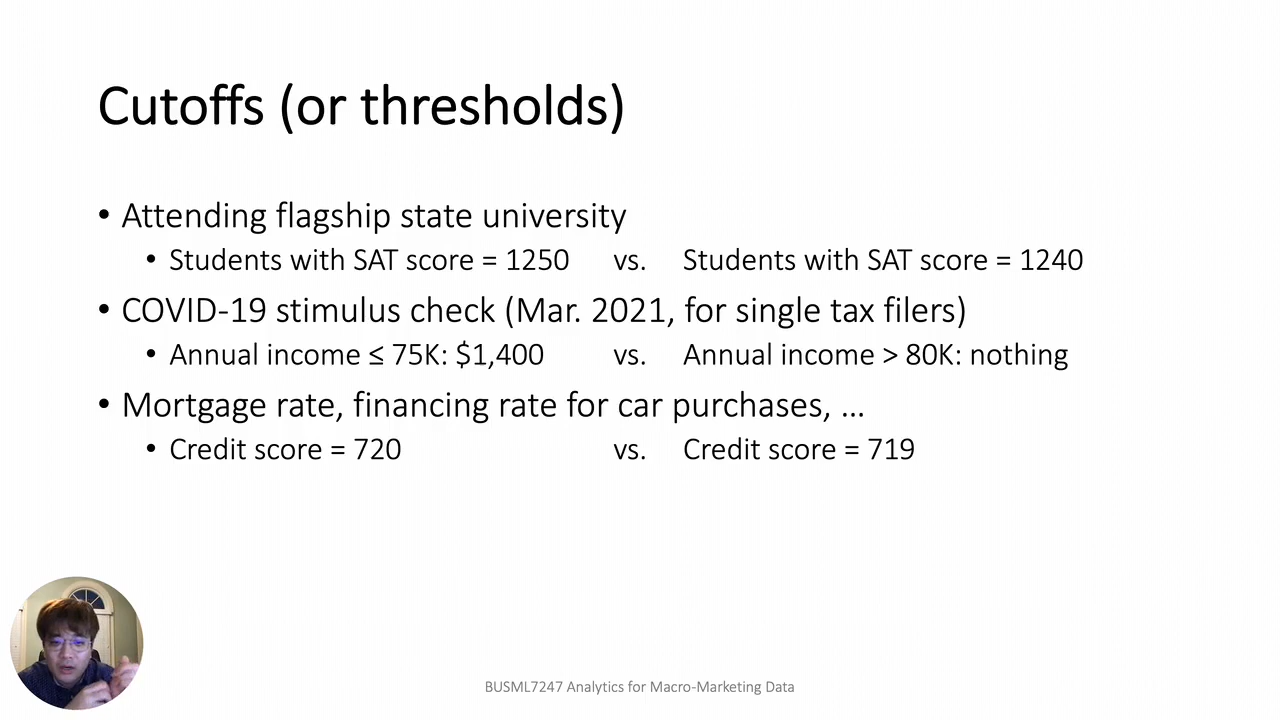 Cutoffs (or thresholds)
• Attending flagship state university
• Students with SAT score = 1250 vs. Students with SAT score = 1240
• COVID-19 stimulus check (Mar. 2021, for single tax filers)
• Annual income ≤ 75K: $1,400 vs. Annual income > 80K: nothing
• Mortgage rate, financing rate for car purchases, ...
• Credit score = 720 vs. Credit score = 719
BUSML7247 Analytics for Macro-Marketing Data